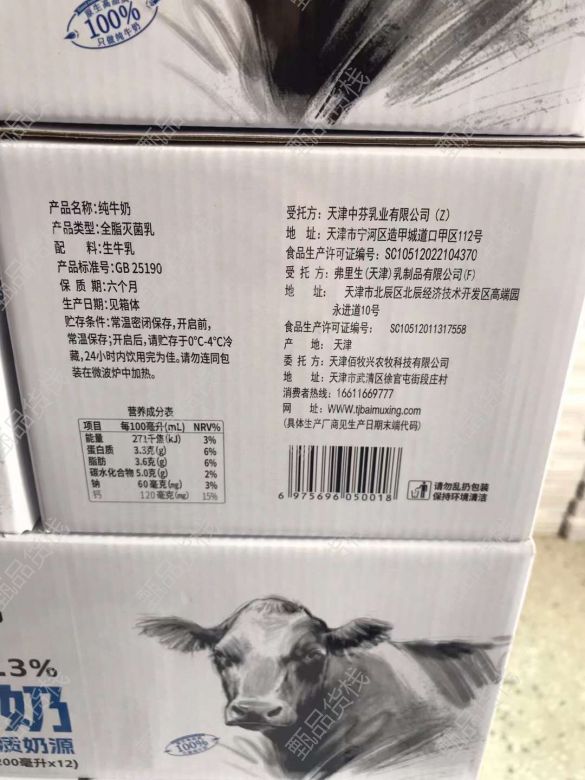 100%
只做纯牛奶
产品名称:纯牛奶
产品类型:全脂灭菌乳
配 料:生牛乳
产品标准号:GB 25190
保 质 期:六个月
生产日期:见箱体
贮存条件:常温密闭保存,开启前,
常温保存;开启后,请贮存于0°C-4°C冷
藏,24小时内饮用完为佳。请勿连同包
装在微波炉中加热。
营养成分表
项目 每100毫升(mL) NRV%
能量 271千焦(kJ) 3%
蛋白质 3.3克(g) 6%
脂肪 3.6克(g) 6%
碳水化合物 5.0克(g) 2%
钠 60毫克(mg) 3%
钙 120毫克(mg) 15%
受托方:天津中芬乳业有限公司(Z)
地 址:天津市宁河区造甲城道口甲区112号
食品生产许可证编号:SC10512022104370
受 托 方:弗里生(天津)乳制品有限公司(F)
地 址: 天津市北辰区北辰经济技术开发区高端园
永进道10号
食品生产许可证编号: SC10512011317558
产 地: 天津
委 托 方:天津佰牧兴农牧科技有限公司
地 址:天津市武清区徐官屯街段庄村
消费者热线:16611669777
网 址:WWW.tjbaimuxing.com
(具体生产厂商见生产日期末端代码)
6 975696 050018
请勿乱扔包装
保持环境清洁
.3%
奶
奶源
200毫升x12)
100%
甄品货栈